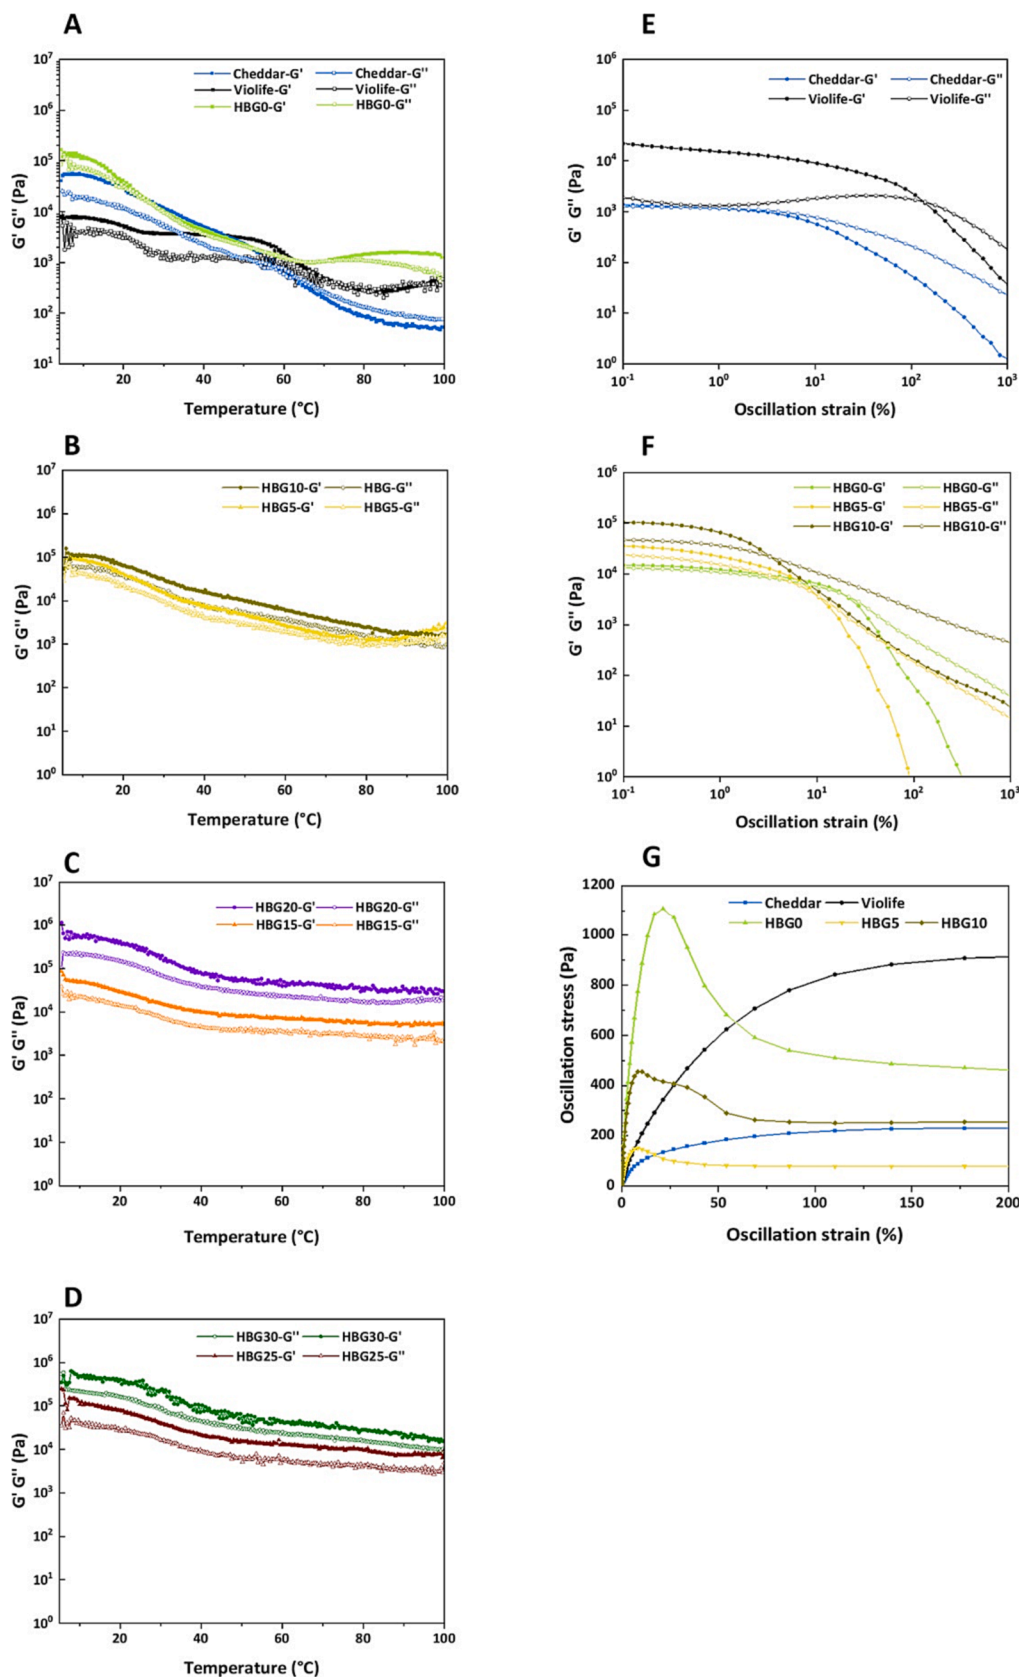 A
10⁷
10⁶
10⁵
10⁴
10³
10²
10¹
G' G'' (Pa)
Cheddar-G' Cheddar-G''
Violife-G' Violife-G''
HBG0-G' HBG0-G''
20 40 60 80 100
Temperature (°C)
E
10⁶
10⁵
10⁴
10³
10²
10¹
10⁰
G' G'' (Pa)
Cheddar-G' Cheddar-G''
Violife-G' Violife-G''
10⁻¹ 10⁰ 10¹ 10² 10³
Oscillation strain (%)
B
10⁷
10⁶
10⁵
10⁴
10³
10²
10¹
10⁰
G' G'' (Pa)
HBG10-G' HBG-G''
HBG5-G' HBG5-G''
20 40 60 80 100
Temperature (°C)
F
10⁶
10⁵
10⁴
10³
10²
10¹
10⁰
G' G'' (Pa)
HBG0-G' HBG0-G''
HBG5-G' HBG5-G''
HBG10-G' HBG10-G''
10⁻¹ 10⁰ 10¹ 10² 10³
Oscillation strain (%)
C
10⁷
10⁶
10⁵
10⁴
10³
10²
10¹
10⁰
G' G'' (Pa)
HBG20-G' HBG20-G''
HBG15-G' HBG15-G''
20 40 60 80 100
Temperature (°C)
G
1200
1000
800
600
400
200
0
Oscillation stress (Pa)
Cheddar Violife
HBG0 HBG5 HBG10
0 50 100 150 200
Oscillation strain (%)
D
10⁷
10⁶
10⁵
10⁴
10³
10²
10¹
10⁰
G' G'' (Pa)
HBG30-G'' HBG30-G'
HBG25-G' HBG25-G''
20 40 60 80 100
Temperature (°C)